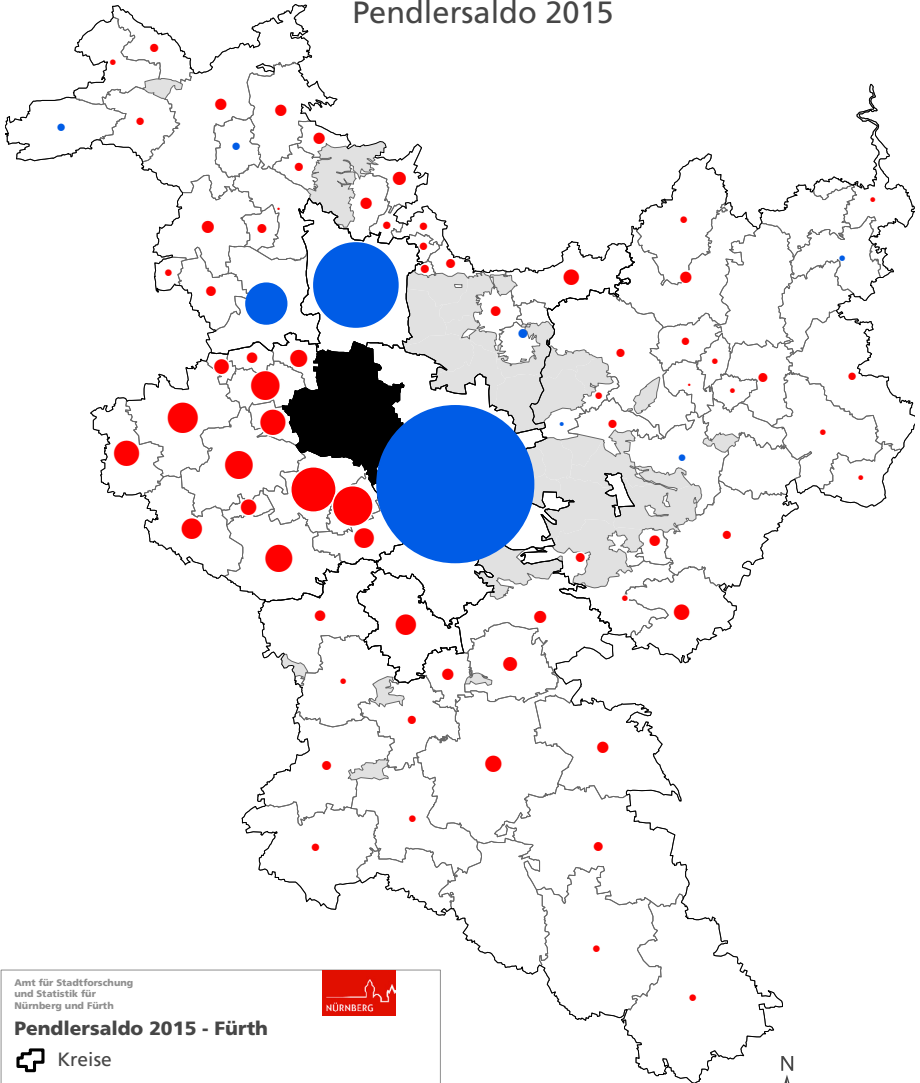 Pendlersaldo 2015
Amt für Stadtforschung
und Statistik für
Nürnberg und Fürth
NÜRNBERG
Pendlersaldo 2015 - Fürth
Kreise
N